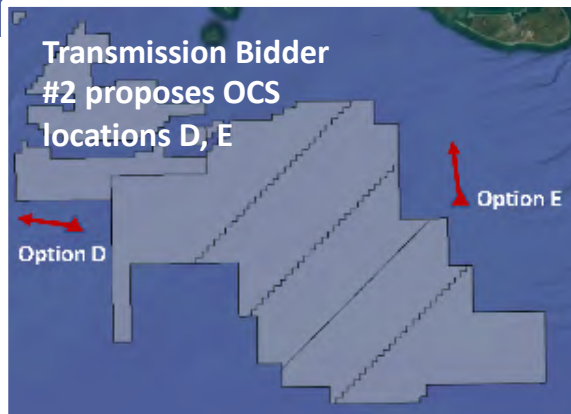 Transmission Bidder
#2 proposes OCS
locations D, E
Option E
Option D